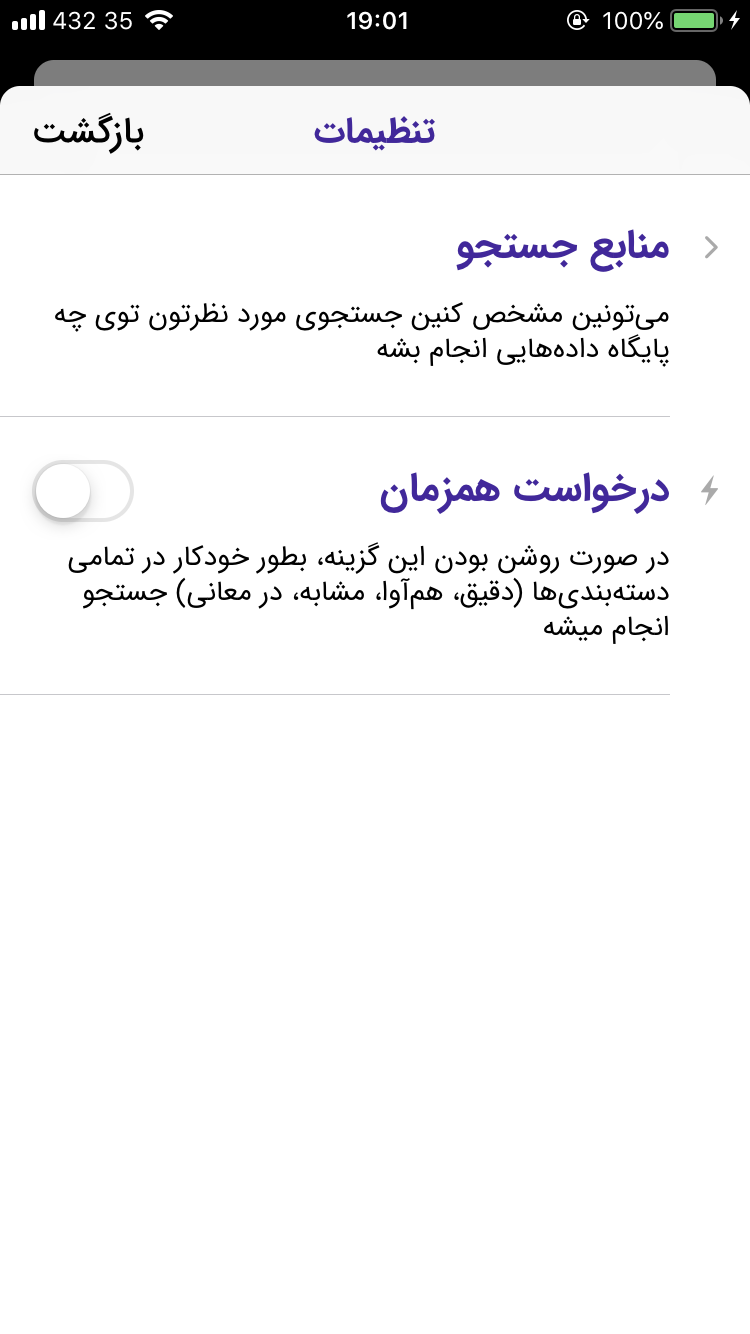 432 35 19:01 100%
تنظیمات بازگشت
منابع جستجو
می‌تونین مشخص کنین جستجوی مورد نظرتون توی چه
پایگاه داده‌هایی انجام بشه
درخواست همزمان
در صورت روشن بودن این گزینه، بطور خودکار در تمامی
دسته‌بندی‌ها (دقیق، هم‌آوا، مشابه، در معانی) جستجو
انجام میشه